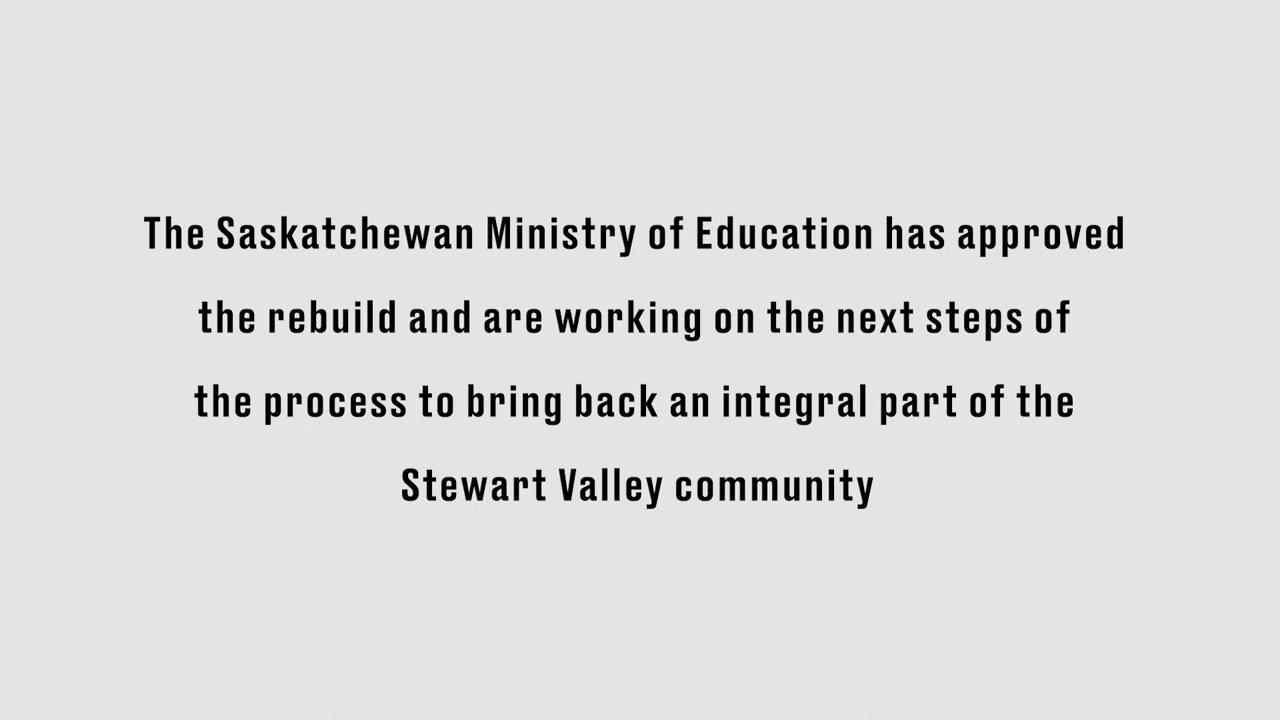 The Saskatchewan Ministry of Education has approved
the rebuild and are working on the next steps of
the process to bring back an integral part of the
Stewart Valley community